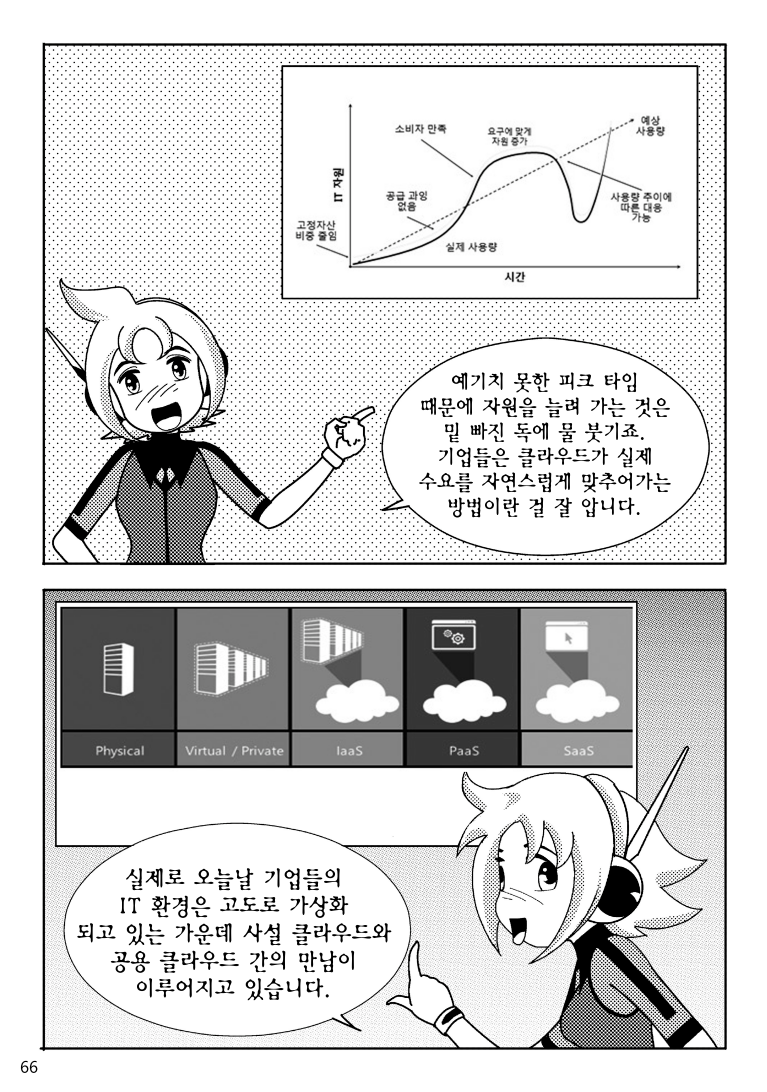 예상
사용량
소비자 만족
요구에 맞게
자원 증가
IT 자원
공급 과잉
없음
사용량 추이에
따른 대응
가능
고정자산
비중 줄임
실제 사용량
시간
예기치 못한 피크 타임
때문에 자원을 늘려 가는 것은
밑 빠진 독에 물 붓기죠.
기업들은 클라우드가 실제
수요를 자연스럽게 맞추어가는
방법이란 걸 잘 압니다.
Physical
Virtual / Private
IaaS
PaaS
SaaS
실제로 오늘날 기업들의
IT 환경은 고도로 가상화
되고 있는 가운데 사설 클라우드와
공용 클라우드 간의 만남이
이루어지고 있습니다.
66